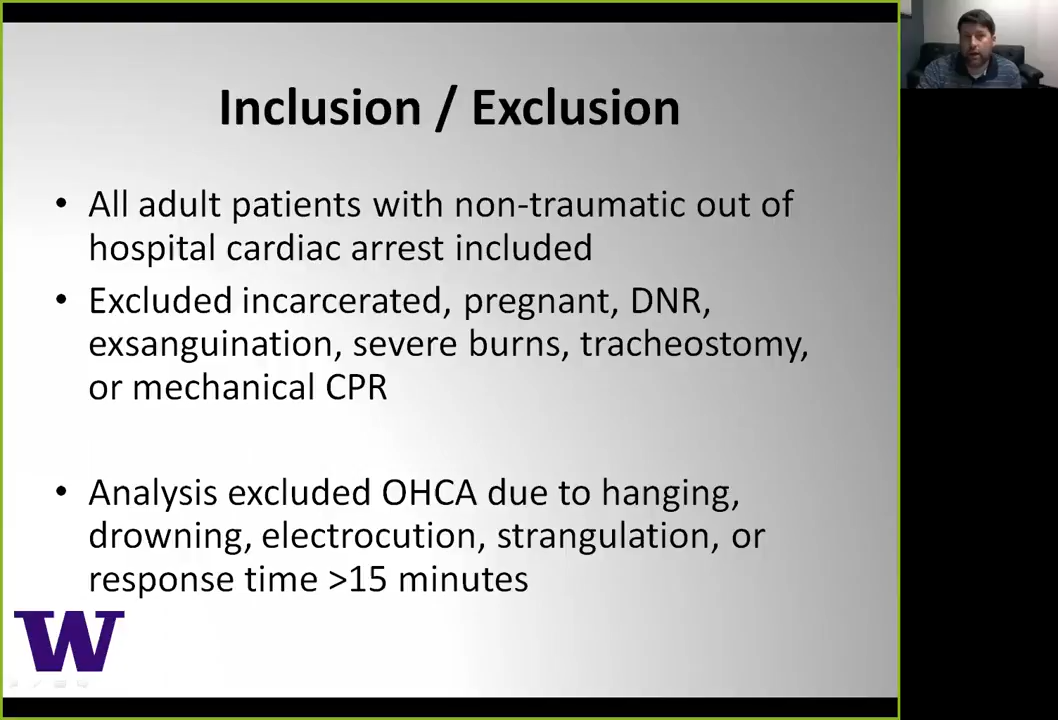 Inclusion / Exclusion
• All adult patients with non-traumatic out of
hospital cardiac arrest included
• Excluded incarcerated, pregnant, DNR,
exsanguination, severe burns, tracheostomy,
or mechanical CPR
• Analysis excluded OHCA due to hanging,
drowning, electrocution, strangulation, or
response time >15 minutes
W